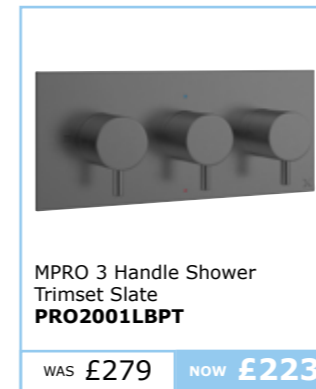 MPRO 3 Handle Shower
Trimset Slate
PRO2001LBPT
WAS £279
NOW £223